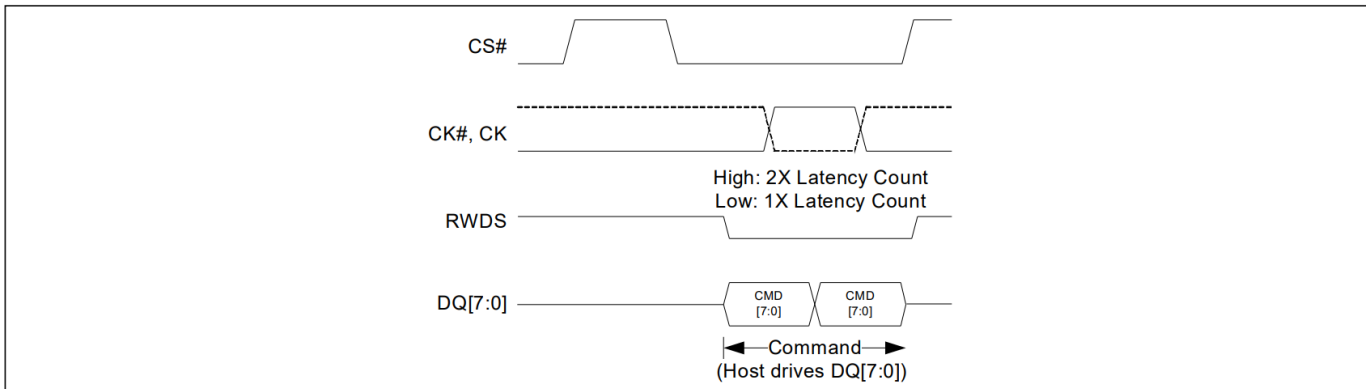 CS#
CK#, CK
High: 2X Latency Count
Low: 1X Latency Count
RWDS
DQ[7:0]
CMD
[7:0]
CMD
[7:0]
Command
(Host drives DQ[7:0])